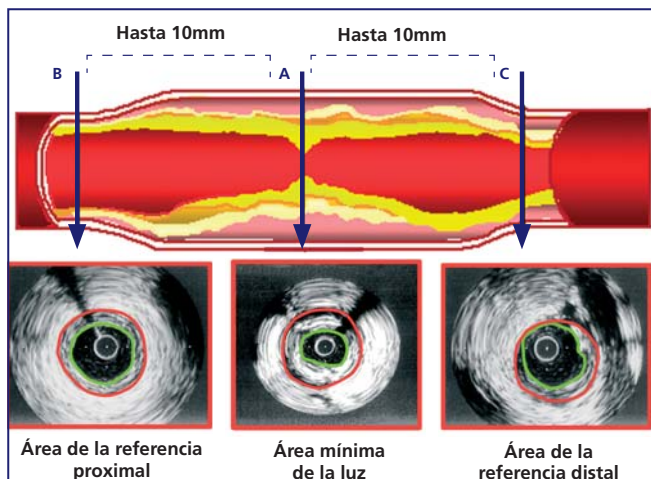 Hasta 10mm
Hasta 10mm
B
A
C
Área de la referencia
proximal
Área mínima
de la luz
Área de la
referencia distal